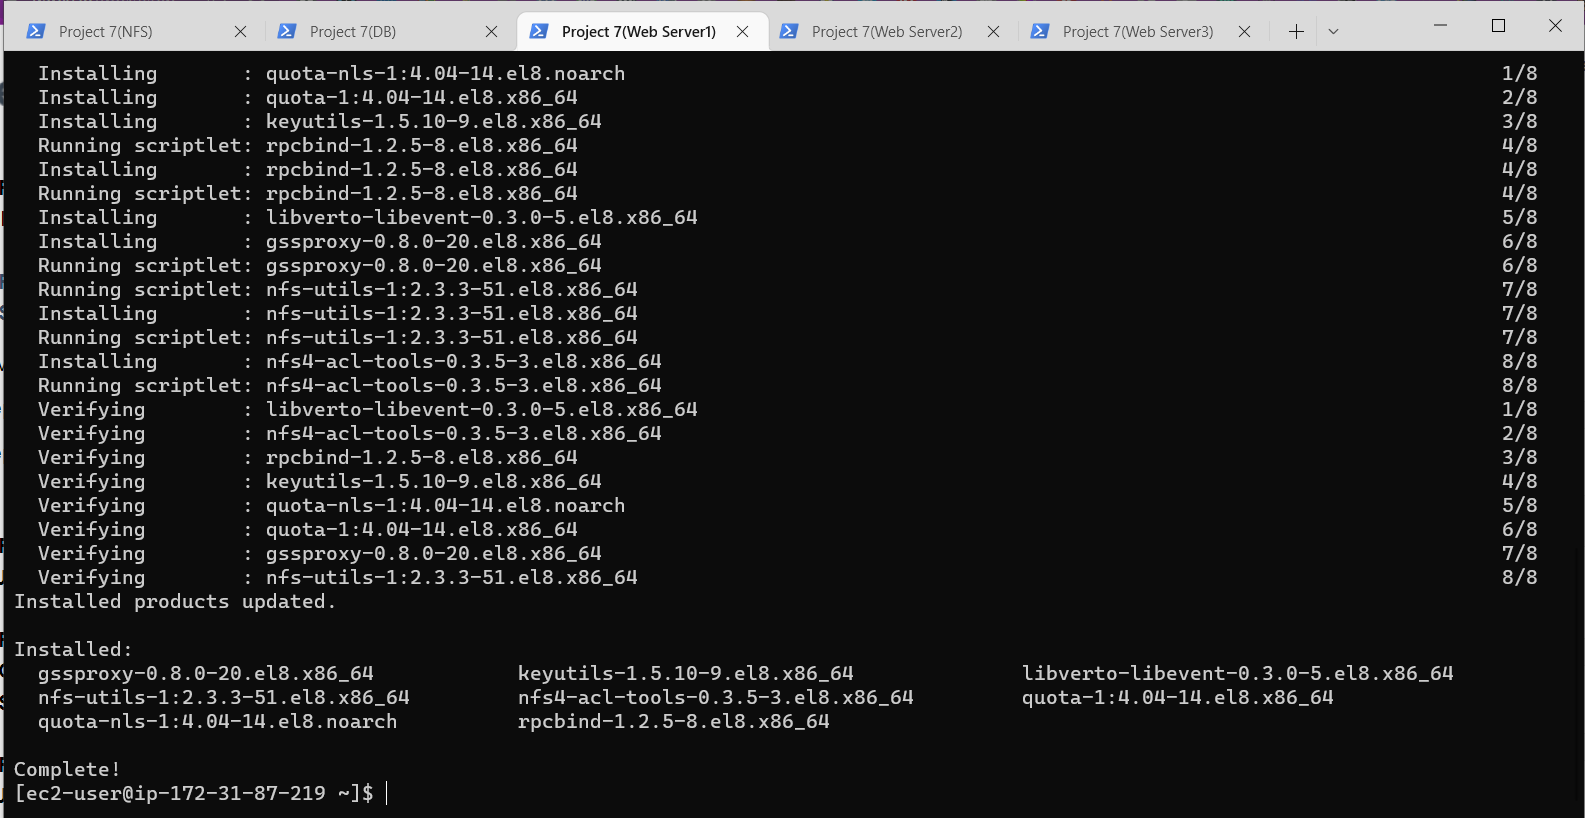 Project 7(NFS) Project 7(DB) Project 7(Web Server1) Project 7(Web Server2) Project 7(Web Server3)
Installing : quota-nls-1:4.04-14.el8.noarch 1/8
Installing : quota-1:4.04-14.el8.x86_64 2/8
Installing : keyutils-1.5.10-9.el8.x86_64 3/8
Running scriptlet: rpcbind-1.2.5-8.el8.x86_64 4/8
Installing : rpcbind-1.2.5-8.el8.x86_64 4/8
Running scriptlet: rpcbind-1.2.5-8.el8.x86_64 4/8
Installing : libverto-libevent-0.3.0-5.el8.x86_64 5/8
Installing : gssproxy-0.8.0-20.el8.x86_64 6/8
Running scriptlet: gssproxy-0.8.0-20.el8.x86_64 6/8
Running scriptlet: nfs-utils-1:2.3.3-51.el8.x86_64 7/8
Installing : nfs-utils-1:2.3.3-51.el8.x86_64 7/8
Running scriptlet: nfs-utils-1:2.3.3-51.el8.x86_64 7/8
Installing : nfs4-acl-tools-0.3.5-3.el8.x86_64 8/8
Running scriptlet: nfs4-acl-tools-0.3.5-3.el8.x86_64 8/8
Verifying : libverto-libevent-0.3.0-5.el8.x86_64 1/8
Verifying : nfs4-acl-tools-0.3.5-3.el8.x86_64 2/8
Verifying : rpcbind-1.2.5-8.el8.x86_64 3/8
Verifying : keyutils-1.5.10-9.el8.x86_64 4/8
Verifying : quota-nls-1:4.04-14.el8.noarch 5/8
Verifying : quota-1:4.04-14.el8.x86_64 6/8
Verifying : gssproxy-0.8.0-20.el8.x86_64 7/8
Verifying : nfs-utils-1:2.3.3-51.el8.x86_64 8/8
Installed products updated.
Installed:
gssproxy-0.8.0-20.el8.x86_64 keyutils-1.5.10-9.el8.x86_64 libverto-libevent-0.3.0-5.el8.x86_64
nfs-utils-1:2.3.3-51.el8.x86_64 nfs4-acl-tools-0.3.5-3.el8.x86_64 quota-1:4.04-14.el8.x86_64
quota-nls-1:4.04-14.el8.noarch rpcbind-1.2.5-8.el8.x86_64
Complete!
[ec2-user@ip-172-31-87-219 ~]$